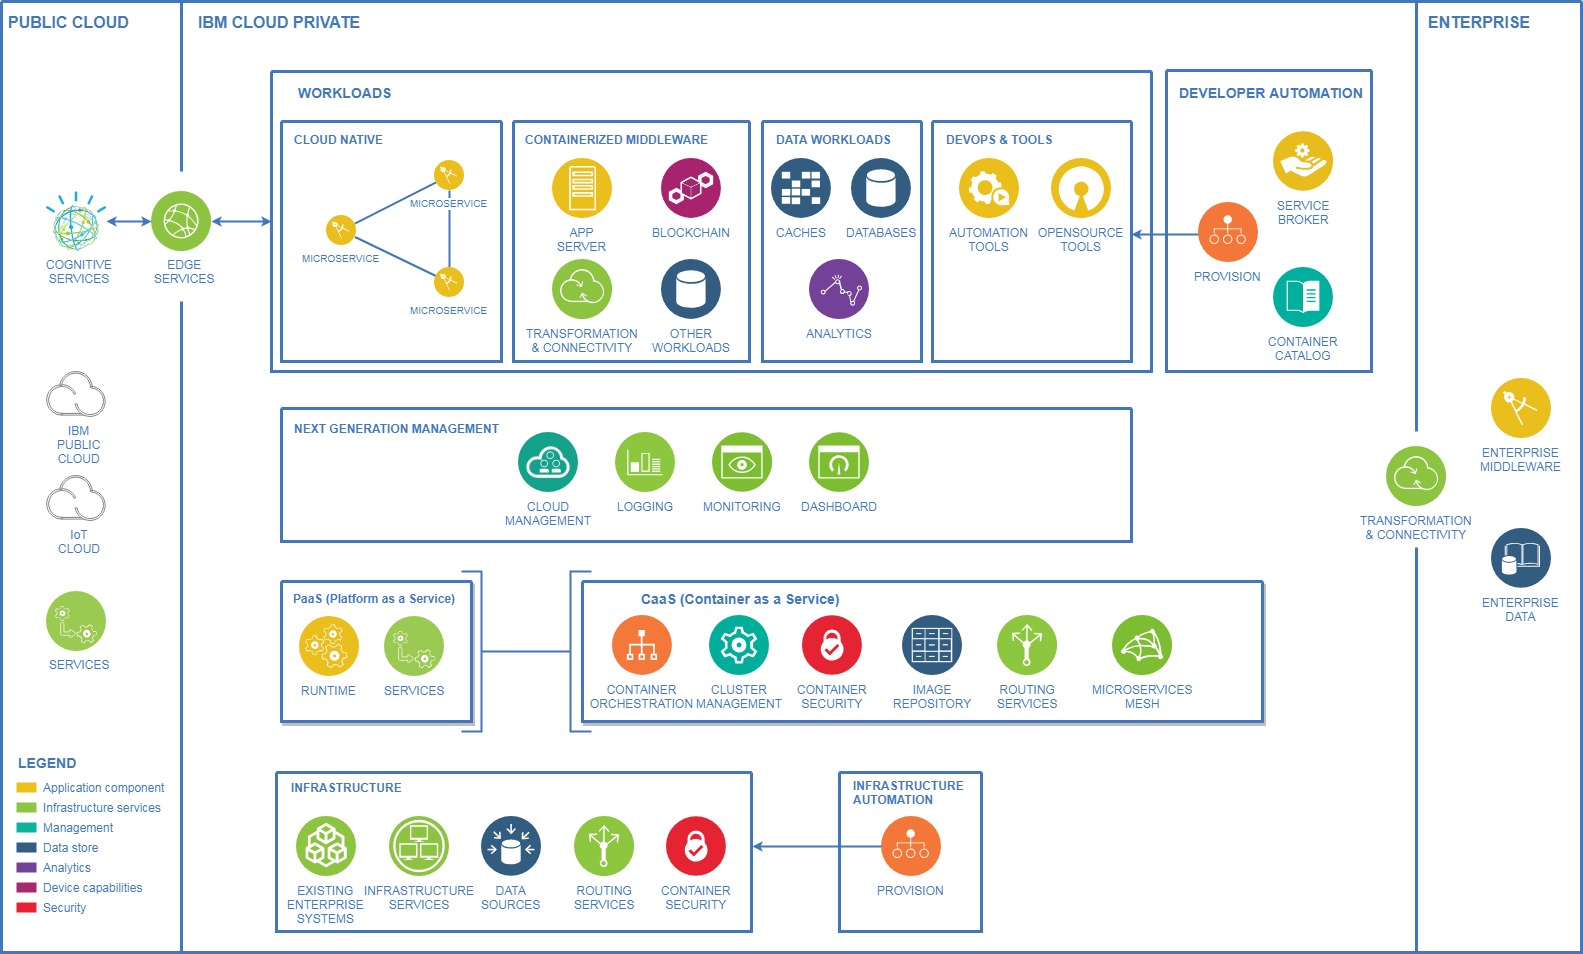 PUBLIC CLOUD
IBM CLOUD PRIVATE
ENTERPRISE
WORKLOADS
DEVELOPER AUTOMATION
CLOUD NATIVE
MICROSERVICE
MICROSERVICE
MICROSERVICE
CONTAINERIZED MIDDLEWARE
APP
SERVER
BLOCKCHAIN
TRANSFORMATION
& CONNECTIVITY
OTHER
WORKLOADS
DATA WORKLOADS
CACHES
DATABASES
ANALYTICS
DEVOPS & TOOLS
AUTOMATION
TOOLS
OPENSOURCE
TOOLS
SERVICE
BROKER
PROVISION
CONTAINER
CATALOG
COGNITIVE
SERVICES
EDGE
SERVICES
IBM
PUBLIC
CLOUD
IoT
CLOUD
SERVICES
NEXT GENERATION MANAGEMENT
CLOUD
MANAGEMENT
LOGGING
MONITORING
DASHBOARD
TRANSFORMATION
& CONNECTIVITY
ENTERPRISE
MIDDLEWARE
ENTERPRISE
DATA
PaaS (Platform as a Service)
RUNTIME
SERVICES
CaaS (Container as a Service)
CONTAINER
ORCHESTRATION
CLUSTER
MANAGEMENT
CONTAINER
SECURITY
IMAGE
REPOSITORY
ROUTING
SERVICES
MICROSERVICES
MESH
LEGEND
Application component
Infrastructure services
Management
Data store
Analytics
Device capabilities
Security
INFRASTRUCTURE
EXISTING
ENTERPRISE
SYSTEMS
INFRASTRUCTURE
SERVICES
DATA
SOURCES
ROUTING
SERVICES
CONTAINER
SECURITY
INFRASTRUCTURE
AUTOMATION
PROVISION